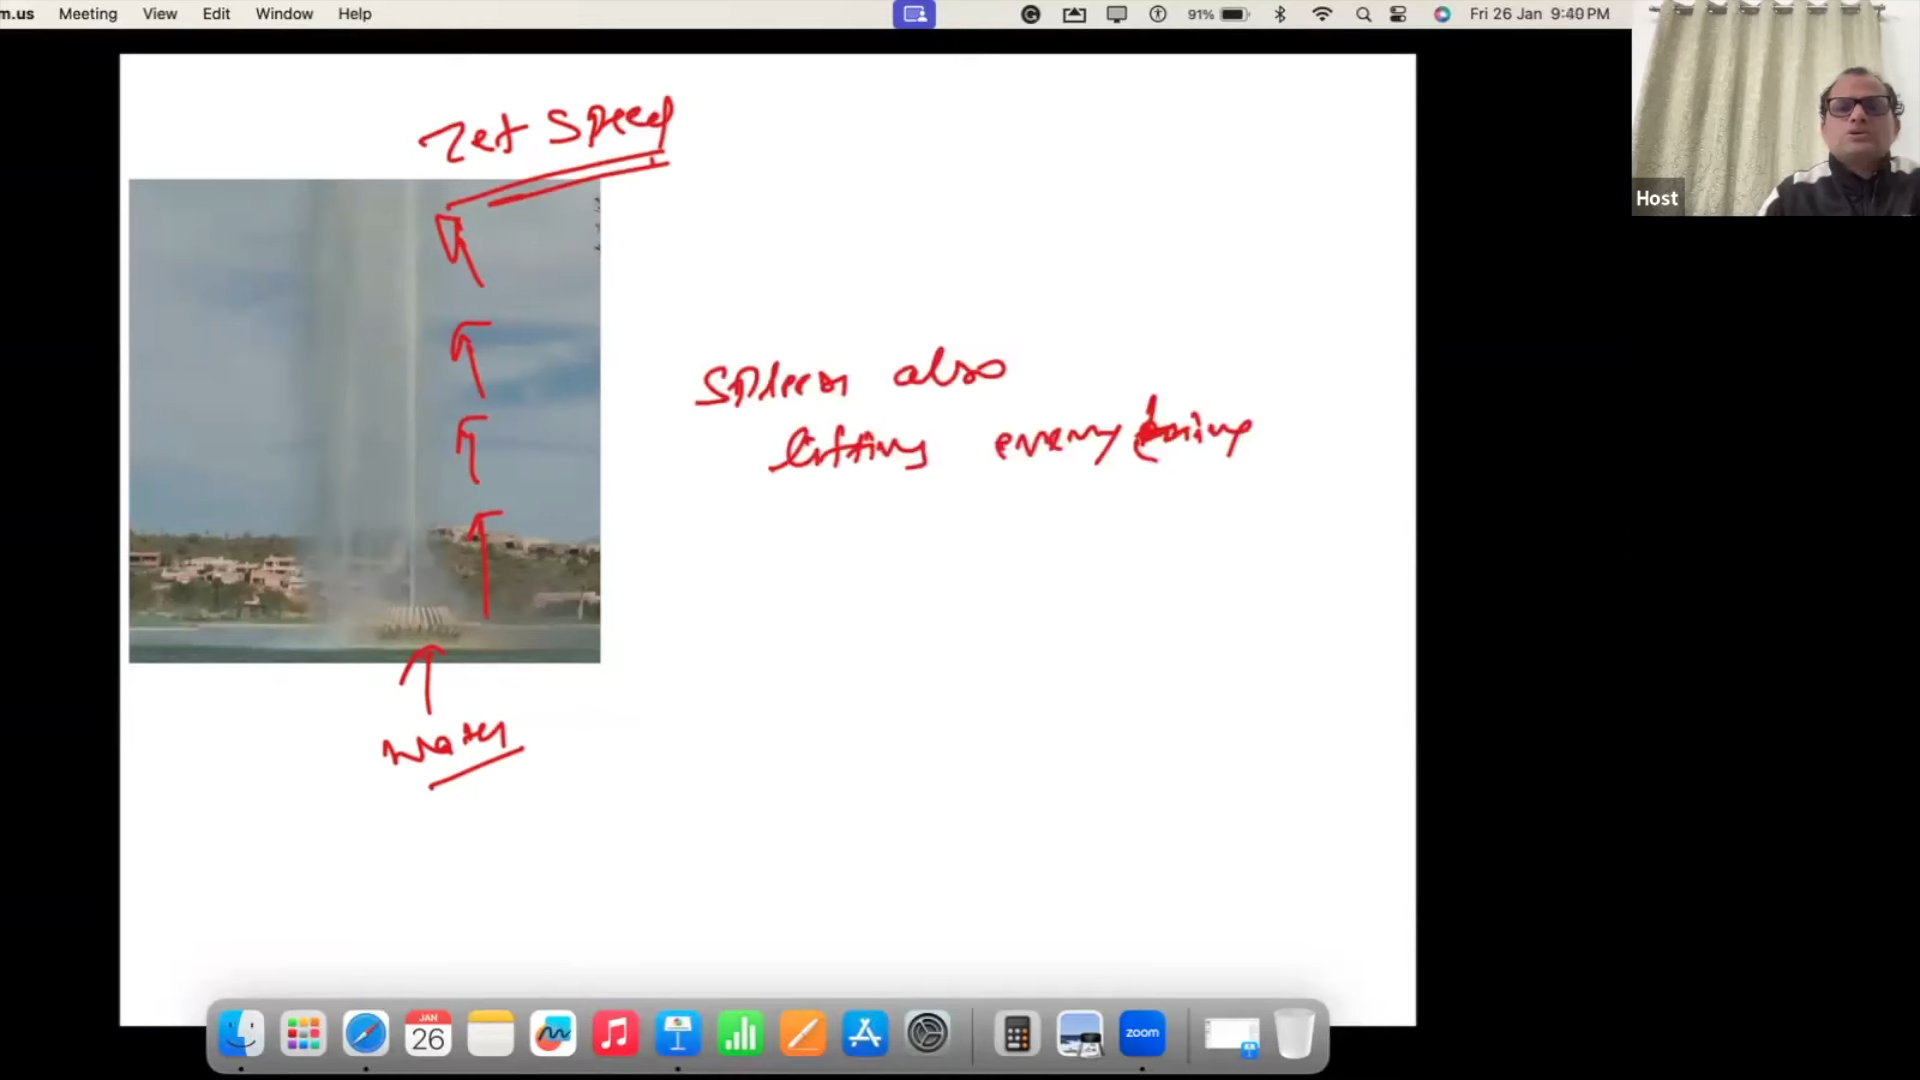 m.us Meeting View Edit Window Help 91% Fri 26 Jan 9:40 PM
Host
Jet Speed
Spleen also
lifting energy
Water
JAN
26
zoom